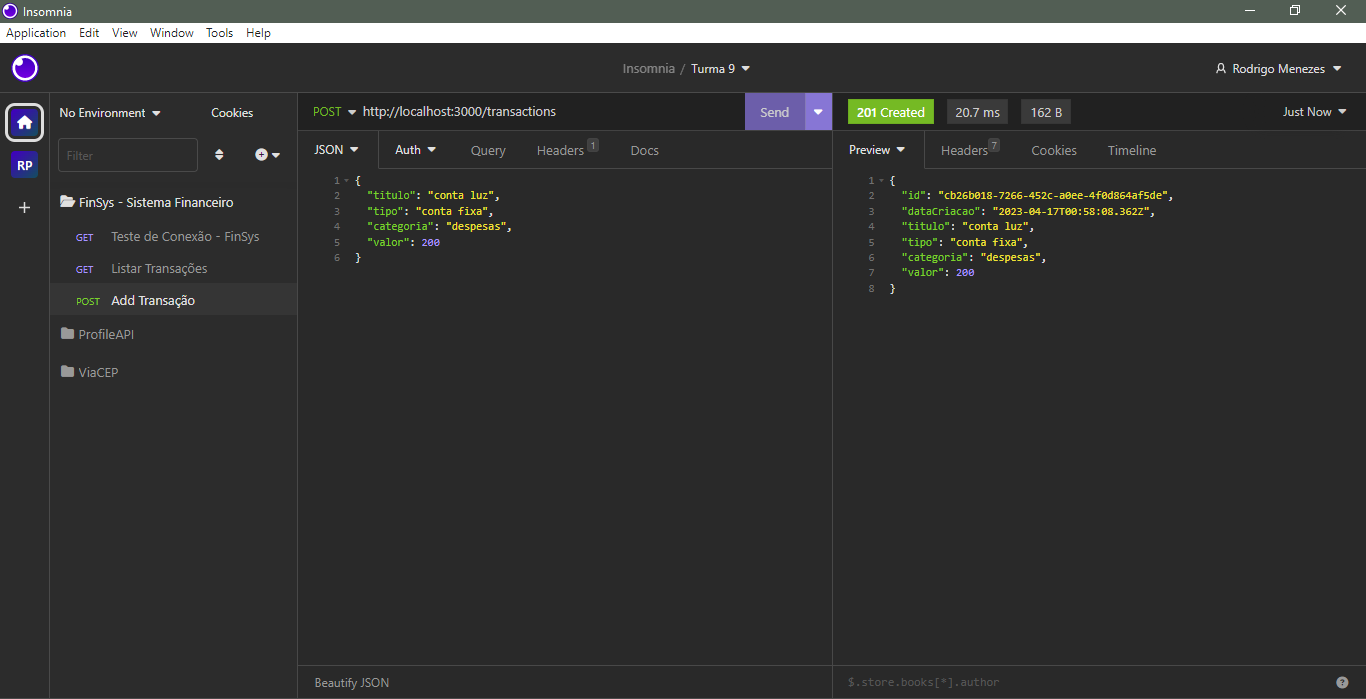 Insomnia
Application Edit View Window Tools Help
Insomnia / Turma 9
Rodrigo Menezes
No Environment
Cookies
Filter
RP
FinSys - Sistema Financeiro
GET Teste de Conexão - FinSys
GET Listar Transações
POST Add Transação
ProfileAPI
ViaCEP
POST http://localhost:3000/transactions
Send
JSON Auth Query Headers 1 Docs
1 {
2 "titulo": "conta luz",
3 "tipo": "conta fixa",
4 "categoria": "despesas",
5 "valor": 200
6 }
Beautify JSON
201 Created 20.7 ms 162 B Just Now
Preview Headers 7 Cookies Timeline
1 {
2 "id": "cb26b018-7266-452c-a0ee-4f0d864af5de",
3 "dataCriacao": "2023-04-17T00:58:08.362Z",
4 "titulo": "conta luz",
5 "tipo": "conta fixa",
6 "categoria": "despesas",
7 "valor": 200
8 }
$.store.books[*].author
?